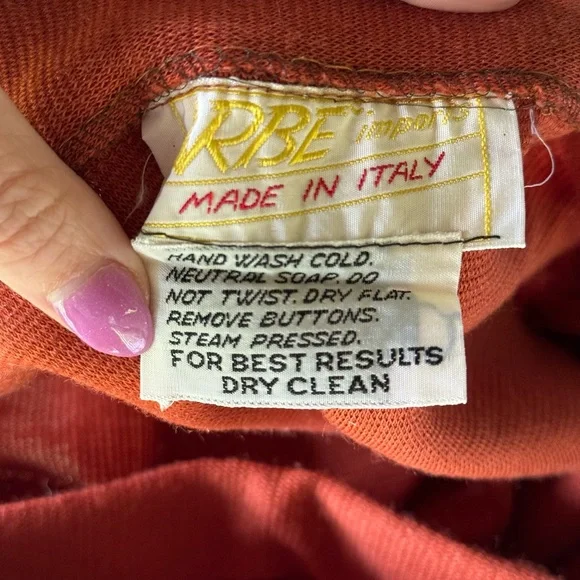 RBE imports
MADE IN ITALY
HAND WASH COLD.
NEUTRAL SOAP. DO
NOT TWIST. DRY FLAT.
REMOVE BUTTONS.
STEAM PRESSED.
FOR BEST RESULTS
DRY CLEAN